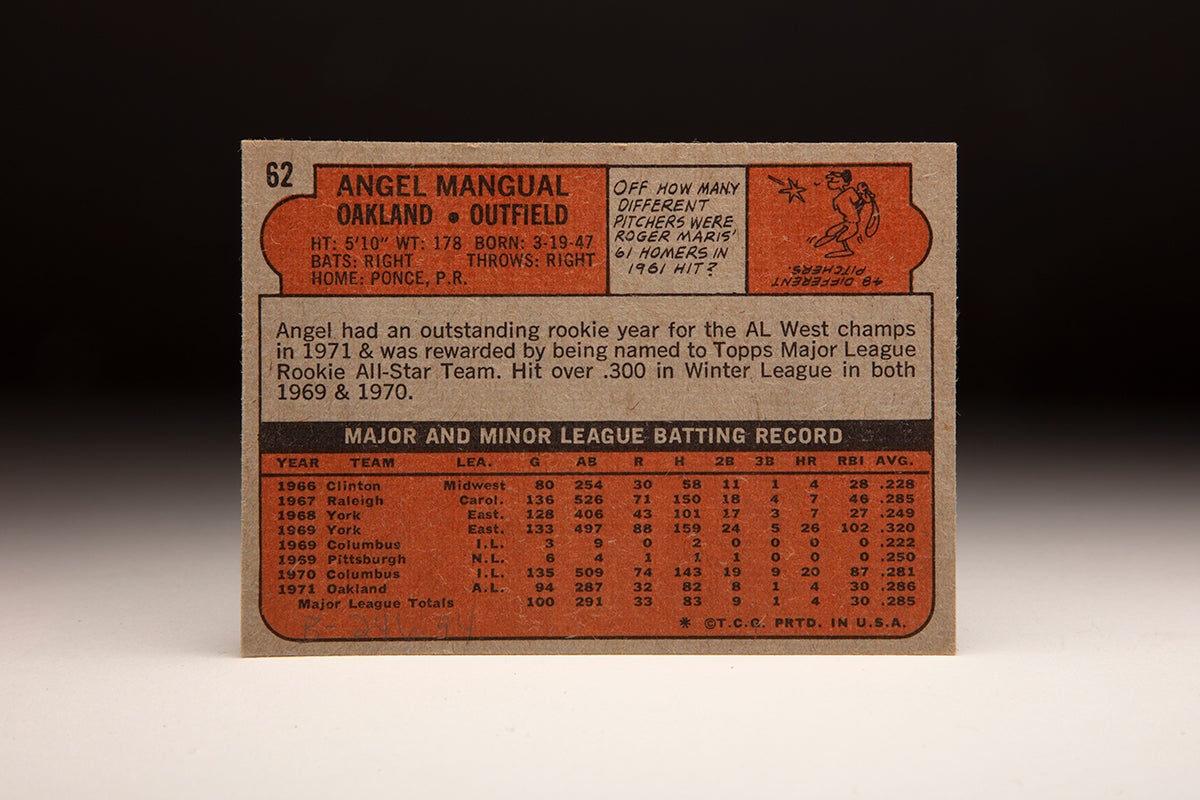 62
ANGEL MANGUAL
OAKLAND • OUTFIELD
HT: 5'10" WT: 178 BORN: 3-19-47
BATS: RIGHT THROWS: RIGHT
HOME: PONCE, P.R.
OFF HOW MANY
DIFFERENT
PITCHERS WERE
ROGER MARIS'
61 HOMERS IN
1961 HIT?
48 DIFFERENT
PITCHERS.
Angel had an outstanding rookie year for the AL West champs
in 1971 & was rewarded by being named to Topps Major League
Rookie All-Star Team. Hit over .300 in Winter League in both
1969 & 1970.
MAJOR AND MINOR LEAGUE BATTING RECORD
YEAR TEAM LEA. G AB R H 2B 3B HR RBI AVG.
1966 Clinton Midwest 80 254 30 58 11 1 4 28 .228
1967 Raleigh Carol. 136 526 71 150 18 4 7 46 .285
1968 York East. 128 406 43 101 17 3 7 27 .249
1969 York East. 133 497 88 159 24 5 26 102 .320
1969 Columbus I.L. 3 9 0 2 0 0 0 0 .222
1969 Pittsburgh N.L. 6 4 1 1 1 0 0 0 .250
1970 Columbus I.L. 135 509 74 143 19 9 20 87 .281
1971 Oakland A.L. 94 287 32 82 8 1 4 30 .286
Major League Totals 100 291 33 83 9 1 4 30 .285
* ©T.C.G. PRTD. IN U.S.A.